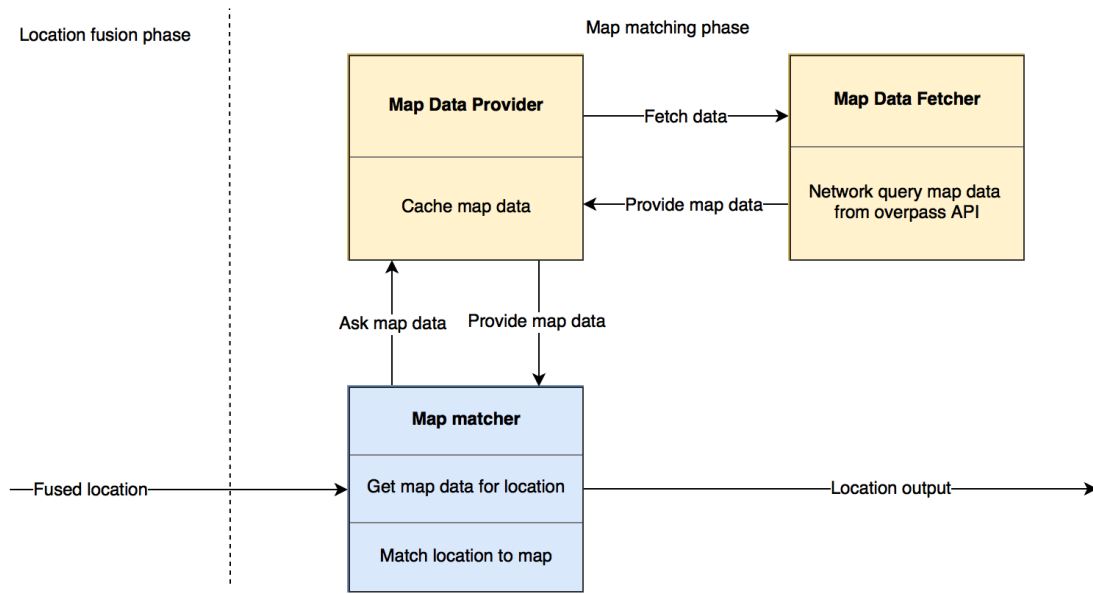 Location fusion phase
Map matching phase
Map Data Provider
Map Data Fetcher
Fetch data
Cache map data
Provide map data
Network query map data
from overpass API
Ask map data
Provide map data
Map matcher
Fused location
Get map data for location
Location output
Match location to map